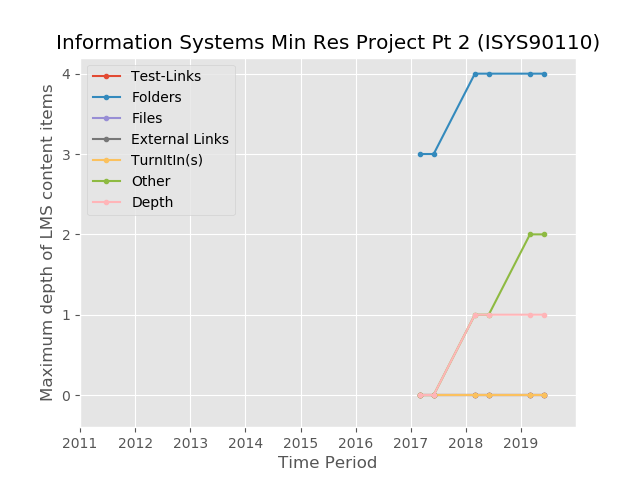 Information Systems Min Res Project Pt 2 (ISYS90110)
Maximum depth of LMS content items
4
3
2
1
0
Test-Links
Folders
Files
External Links
TurnItIn(s)
Other
Depth
2011 2012 2013 2014 2015 2016 2017 2018 2019
Time Period